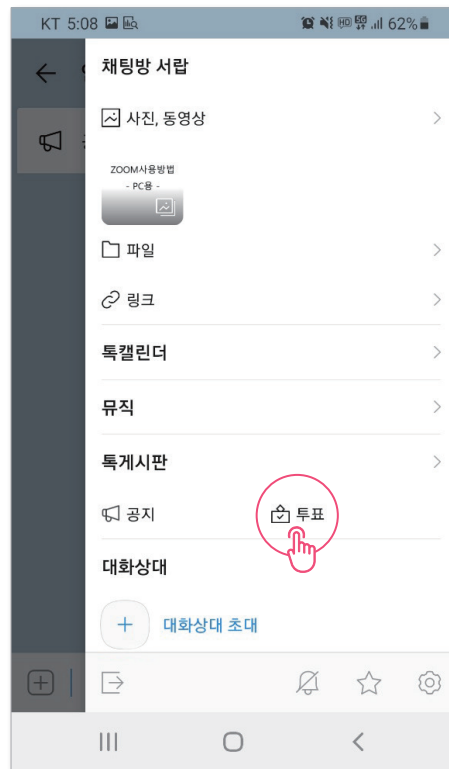 KT 5:08 62%
채팅방 서랍
사진, 동영상
ZOOM사용방법
- PC용 -
파일
링크
톡캘린더
뮤직
톡게시판
공지 투표
대화상대
대화상대 초대